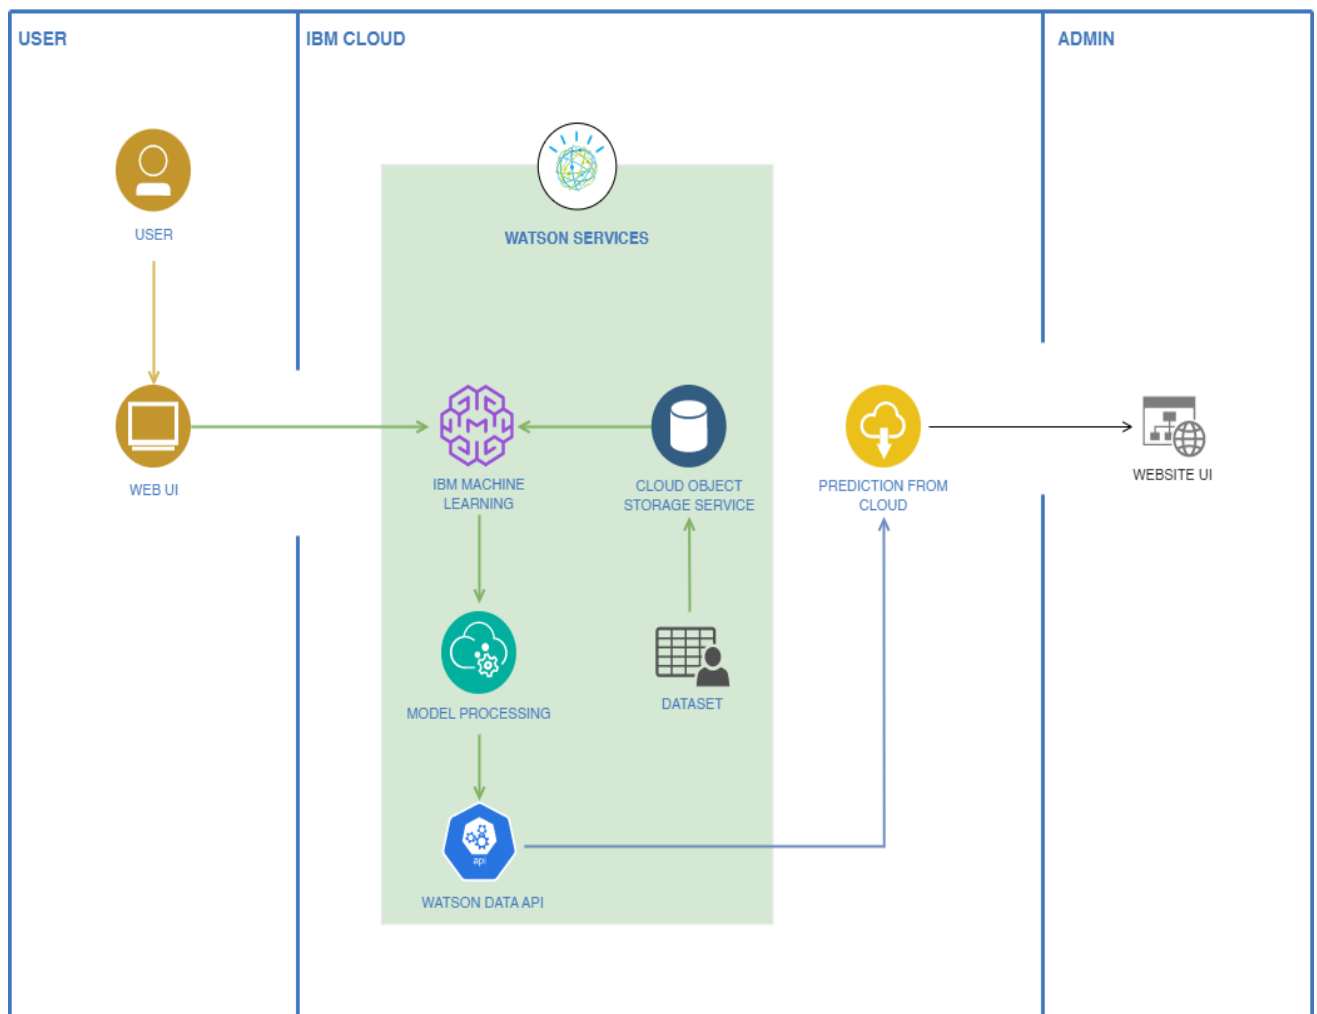 USER
IBM CLOUD
ADMIN
USER
WATSON SERVICES
WEB UI
IBM MACHINE
LEARNING
CLOUD OBJECT
STORAGE SERVICE
PREDICTION FROM
CLOUD
WEBSITE UI
MODEL PROCESSING
DATASET
api
WATSON DATA API